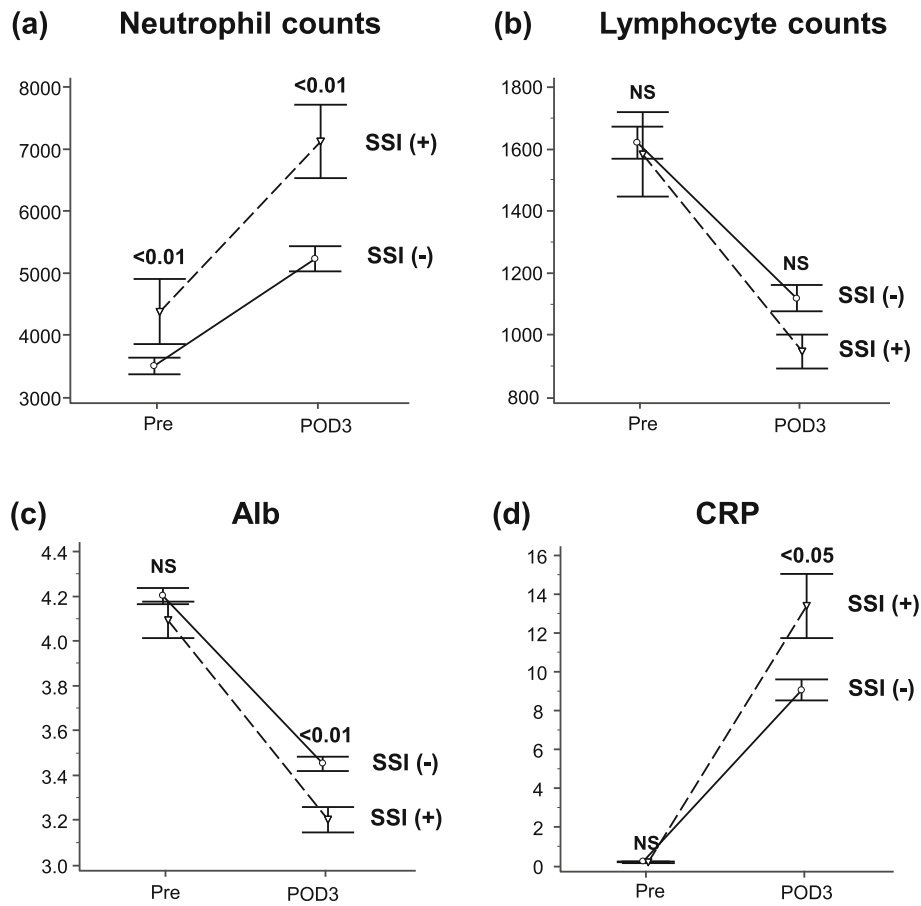 (a) Neutrophil counts
8000
7000
6000
5000
4000
3000
<0.01
<0.01
SSI (+)
SSI (-)
Pre POD3
(b) Lymphocyte counts
1800
1600
1400
1200
1000
800
NS
NS
SSI (-)
SSI (+)
Pre POD3
(c) Alb
4.4
4.2
4.0
3.8
3.6
3.4
3.2
3.0
NS
<0.01
SSI (-)
SSI (+)
Pre POD3
(d) CRP
16
14
12
10
8
6
4
2
0
<0.05
NS
SSI (+)
SSI (-)
Pre POD3